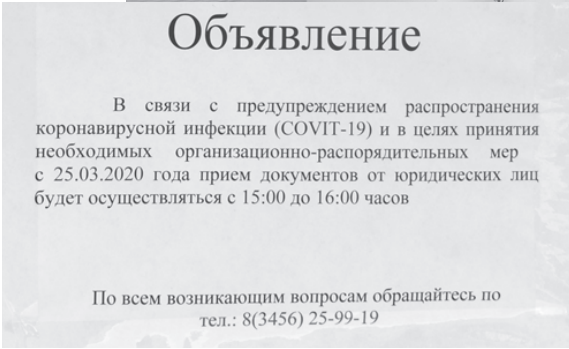 Объявление
В связи с предупреждением распространения
коронавирусной инфекции (COVIT-19) и в целях принятия
необходимых организационно-распорядительных мер
с 25.03.2020 года прием документов от юридических лиц
будет осуществляться с 15:00 до 16:00 часов
По всем возникающим вопросам обращайтесь по
тел.: 8(3456) 25-99-19